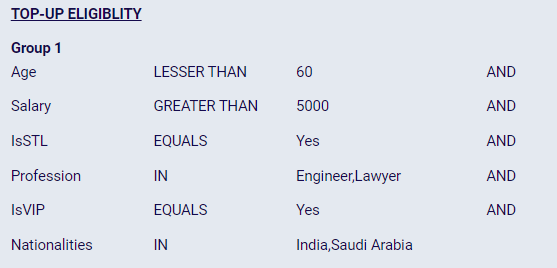 TOP-UP ELIGIBLITY
Group 1
Age LESSER THAN 60 AND
Salary GREATER THAN 5000 AND
IsSTL EQUALS Yes AND
Profession IN Engineer,Lawyer AND
IsVIP EQUALS Yes AND
Nationalities IN India,Saudi Arabia